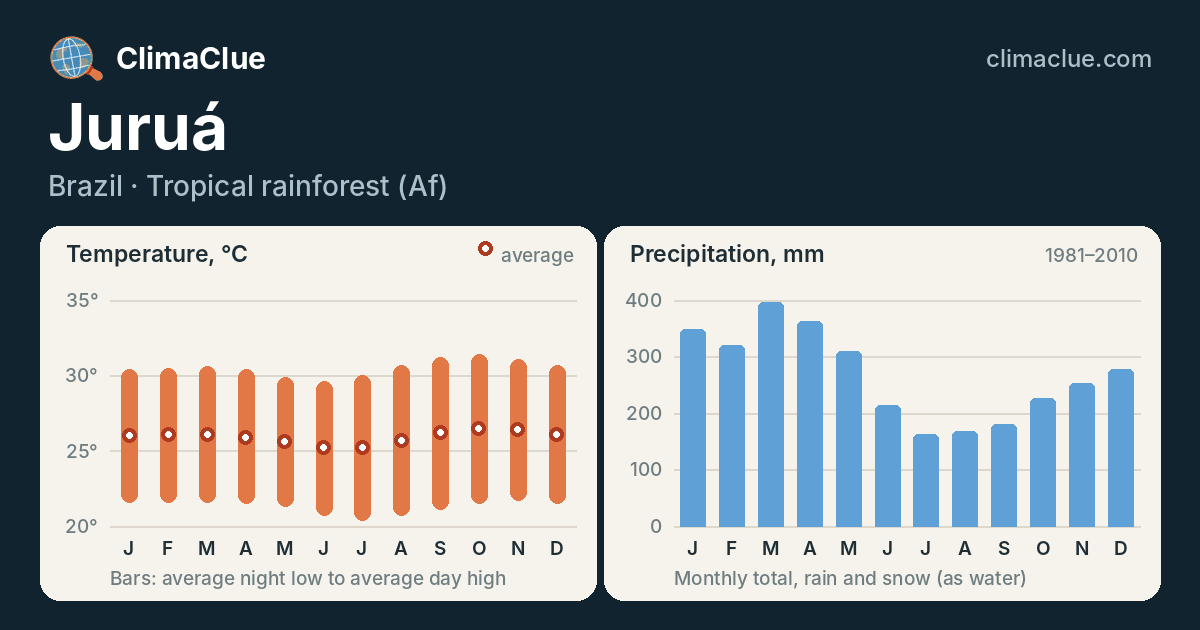 ClimaClue
climaclue.com
Juruá
Brazil · Tropical rainforest (Af)
Temperature, °C
average
35°
30°
25°
20°
J F M A M J J A S O N D
Bars: average night low to average day high
Precipitation, mm
1981–2010
400
300
200
100
0
J F M A M J J A S O N D
Monthly total, rain and snow (as water)